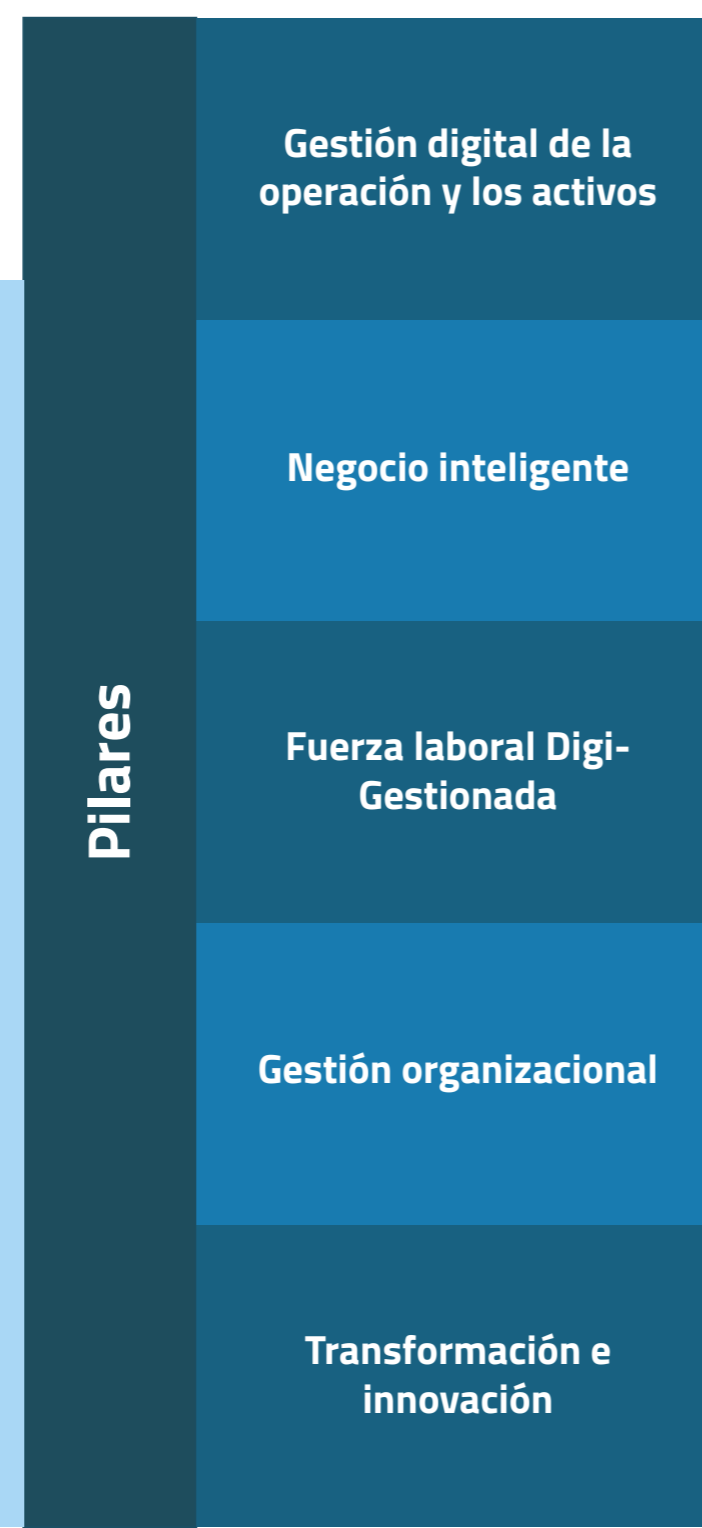 Pilares
Gestión digital de la
operación y los activos
Negocio inteligente
Fuerza laboral Digi-
Gestionada
Gestión organizacional
Transformación e
innovación